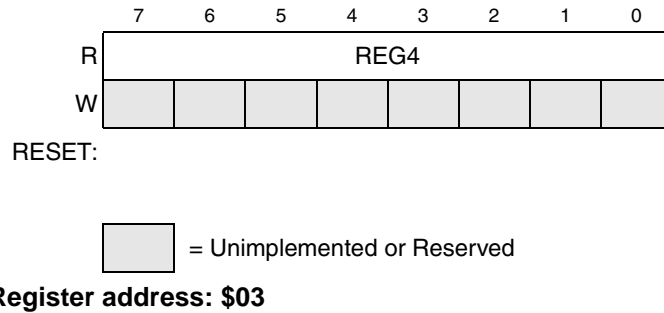 7 6 5 4 3 2 1 0
R REG4
W
RESET:
= Unimplemented or Reserved
Register address: $03